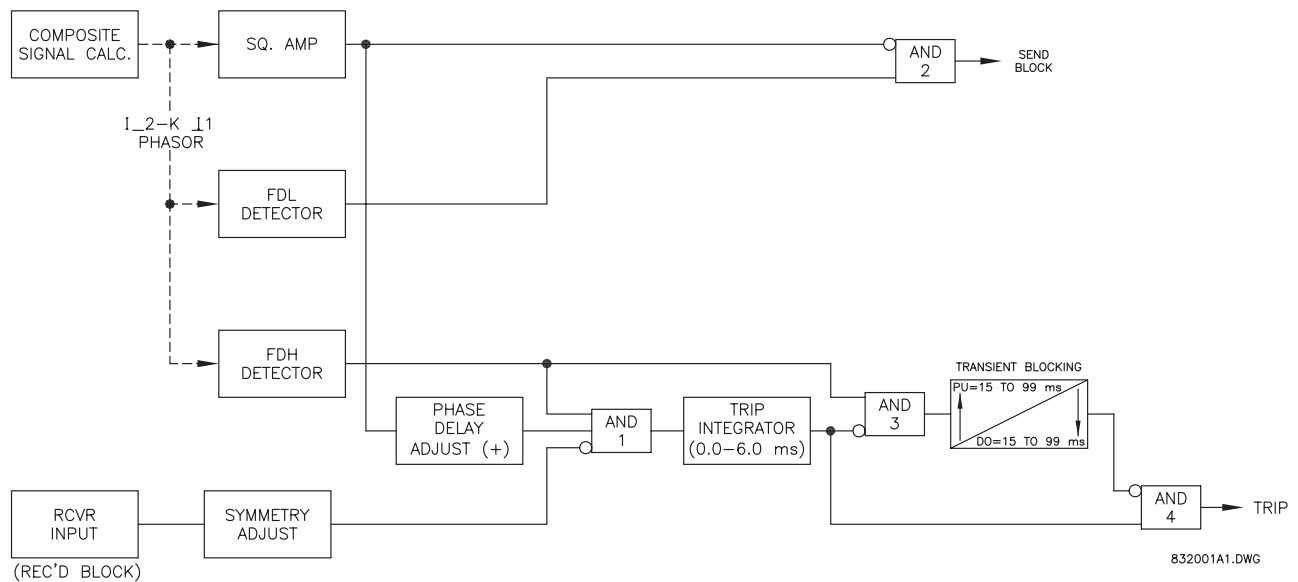 COMPOSITE
SIGNAL CALC.
SQ. AMP
AND
2
SEND
BLOCK
I_2-K I_1
PHASOR
FDL
DETECTOR
FDH
DETECTOR
PHASE
DELAY
ADJUST (+)
AND
1
TRIP
INTEGRATOR
(0.0-6.0 ms)
AND
3
TRANSIENT BLOCKING
PU=15 TO 99 ms
DO=15 TO 99 ms
RCVR
INPUT
(REC'D BLOCK)
SYMMETRY
ADJUST
AND
4
TRIP
832001A1.DWG